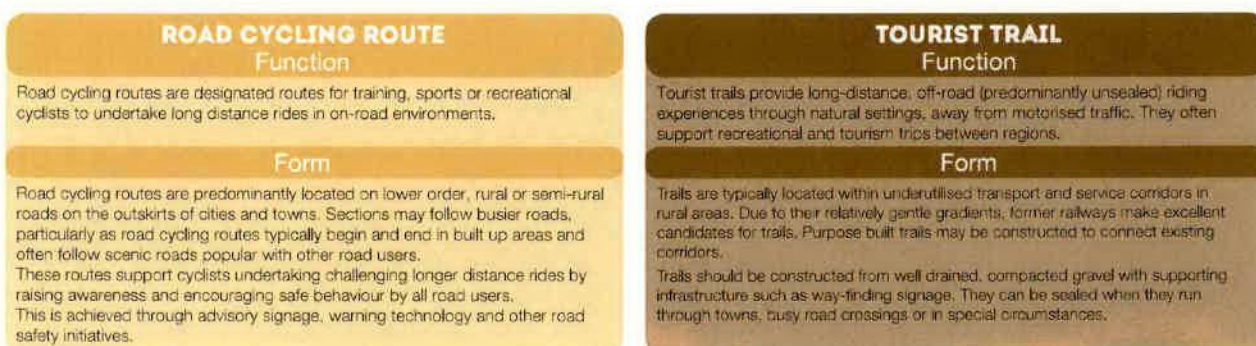 ROAD CYCLING ROUTE
Function
Road cycling routes are designated routes for training, sports or recreational
cyclists to undertake long distance rides in on-road environments.
Form
Road cycling routes are predominantly located on lower order, rural or semi-rural
roads on the outskirts of cities and towns. Sections may follow busier roads,
particularly as road cycling routes typically begin and end in built up areas and
often follow scenic roads popular with other road users.
These routes support cyclists undertaking challenging longer distance rides by
raising awareness and encouraging safe behaviour by all road users.
This is achieved through advisory signage, warning technology and other road
safety initiatives.
TOURIST TRAIL
Function
Tourist trails provide long-distance, off-road (predominantly unsealed) riding
experiences through natural settings, away from motorised traffic. They often
support recreational and tourism trips between regions.
Form
Trails are typically located within underutilised transport and service corridors in
rural areas. Due to their relatively gentle gradients, former railways make excellent
candidates for trails. Purpose built trails may be constructed to connect existing
corridors.
Trails should be constructed from well drained, compacted gravel with supporting
infrastructure such as way-finding signage. They can be sealed when they run
through towns, busy road crossings or in special circumstances.